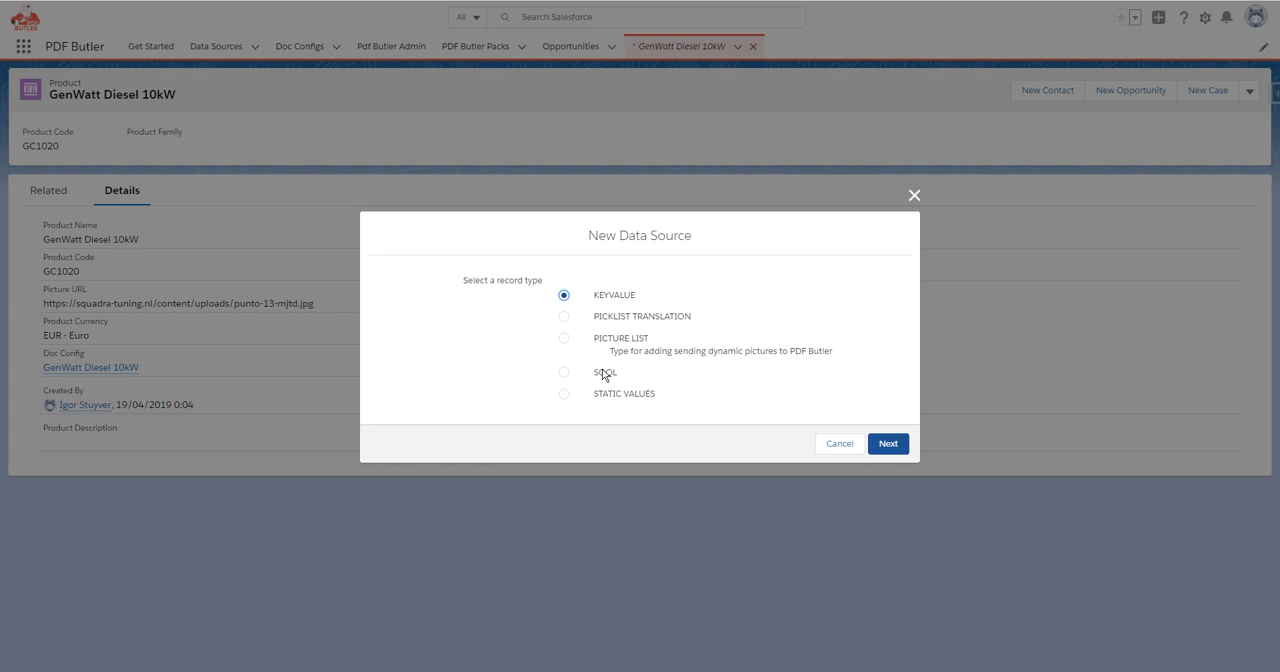 BUTLER
All
Search Salesforce
PDF Butler
Get Started
Data Sources
Doc Configs
Pdf Butler Admin
PDF Butler Packs
Opportunities
* GenWatt Diesel 10kW
Product
GenWatt Diesel 10kW
New Contact
New Opportunity
New Case
Product Code
Product Family
GC1020
Related
Details
Product Name
GenWatt Diesel 10kW
Product Code
GC1020
Picture URL
https://squadra-tuning.nl/content/uploads/punto-13-mjtd.jpg
Product Currency
EUR - Euro
Doc Config
GenWatt Diesel 10kW
Created By
Igor Stuyver, 19/04/2019 0:04
Product Description
New Data Source
Select a record type
KEYVALUE
PICKLIST TRANSLATION
PICTURE LIST
Type for adding sending dynamic pictures to PDF Butler
STATIC VALUES
Cancel
Next